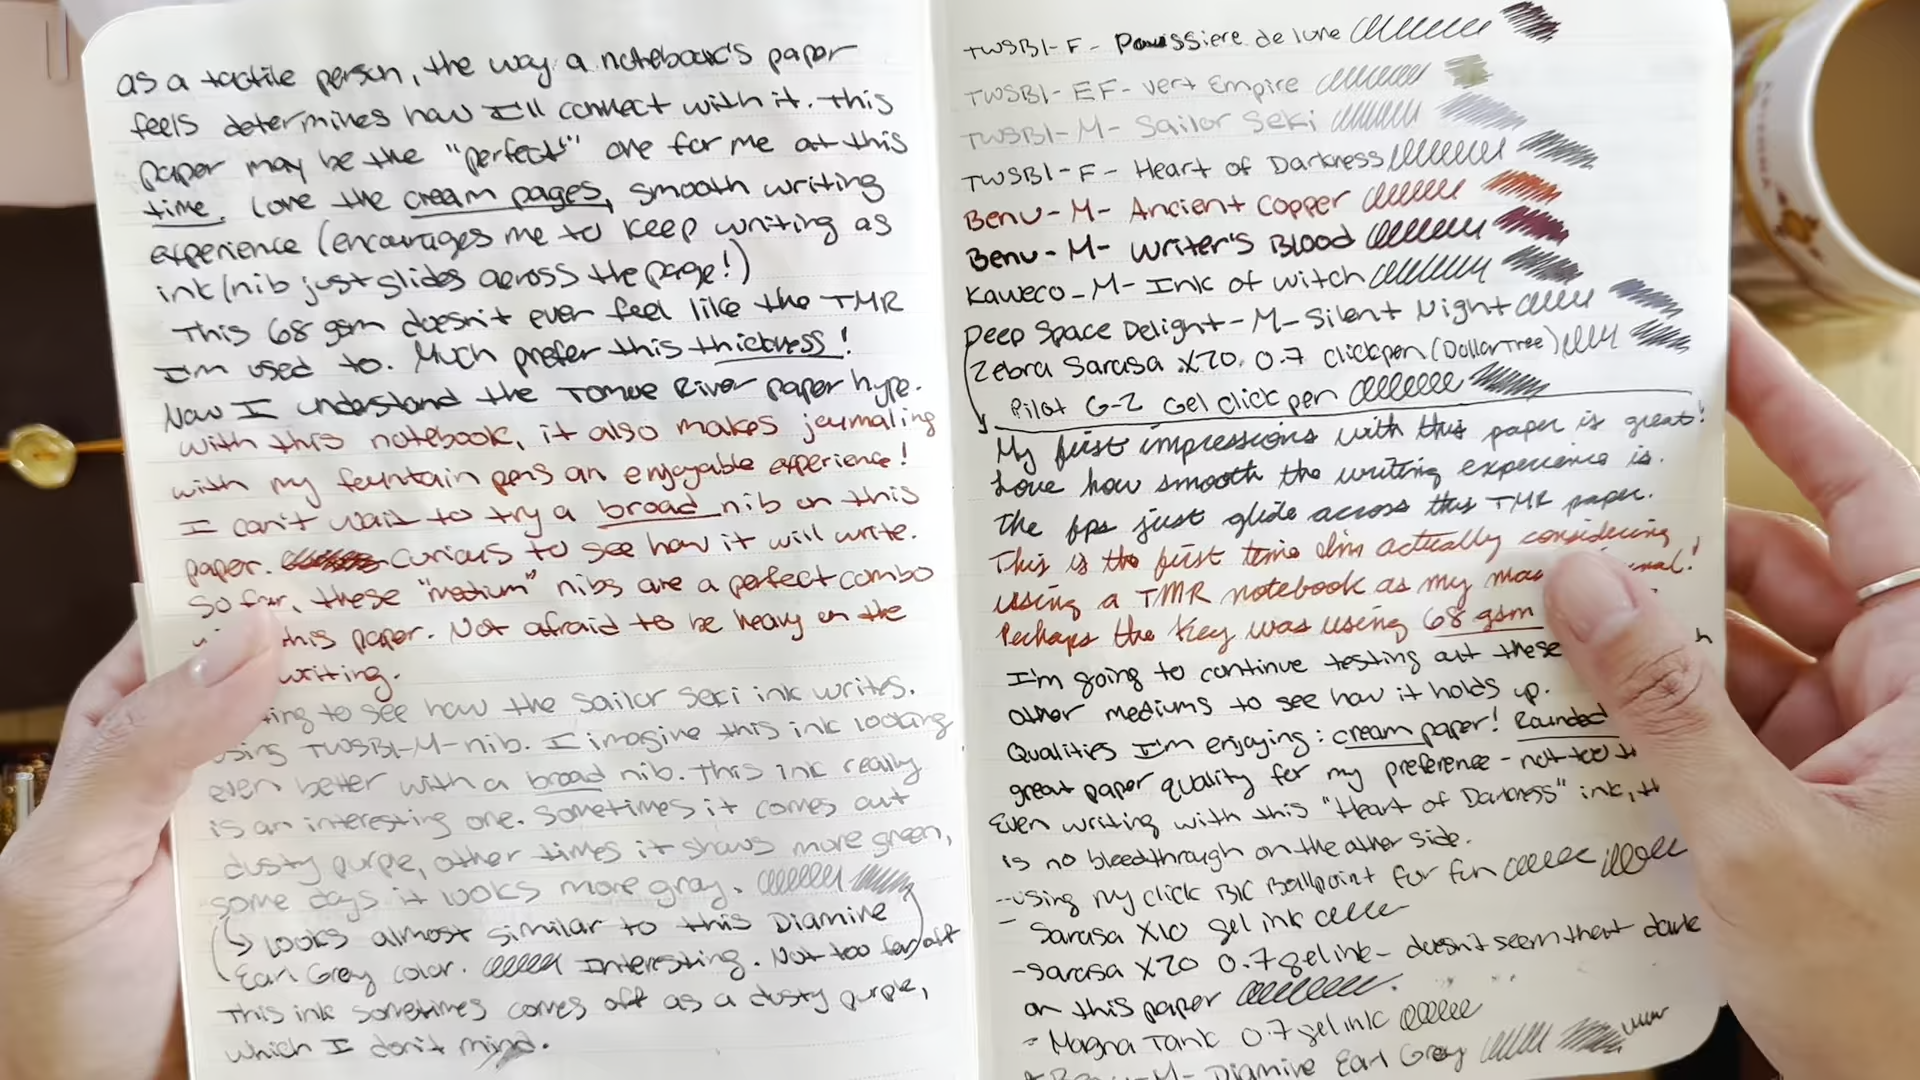 as a tactile person, the way a notebook's paper
feels determines how I'll connect with it. This
paper may be the "perfect" one for me at this
time. Love the cream pages, smooth writing
experience (encourages me to keep writing as
ink/nib just glides across the page!)
This 68 gsm doesn't even feel like the TMR
I'm used to. Much prefer this thickness!
Now I understand the Tomoe River paper hype.
With this notebook, it also makes journaling
with my fountain pens an enjoyable experience!
I can't wait to try a broad nib on this
paper. Curious to see how it will write.
So far, these "medium" nibs are a perfect combo
this paper. Not afraid to be heavy on the
writing.
to see how the Sailor Seki ink writes.
using TWSBI-M-nib. I imagine this ink looking
even better with a broad nib. This ink really
is an interesting one. Sometimes it comes out
dusty purple, other times it shows more green,
some days it looks more gray.
↳ Looks almost similar to this Diamine
Earl Grey color. Interesting. Not too far off
This ink sometimes comes off as a dusty purple,
which I don't mind.
TWSBI-F- Poussiere de lune
TWSBI-EF- Vert Empire
TWSBI-M- Sailor Seki
TWSBI-F- Heart of Darkness
Benu-M- Ancient Copper
Benu-M- Writer's Blood
Kaweco-M-Ink of Witch
Deep Space Delight-M-Silent Night
Zebra Sarasa X20. 0.7 clickpen (DollarTree)
Pilot G-2 Gel click pen
My first impressions with this paper is great!
Love how smooth the writing experience is.
The fps just glide across this TMR paper.
This is the first time I'm actually considering
using a TMR notebook as my
Perhaps the key was using 68 gsm
I'm going to continue testing out these
other mediums to see how it holds up.
Qualities I'm enjoying: cream paper! Rounded
great paper quality for my preference - not too
Even writing with this "Heart of Darkness" ink,
is no bleedthrough on the other side.
--using my click BIC Ballpoint for fun
- Sarasa X10 gel ink
-Sarasa X20 0.7 gel ink- doesn't seem that dark
on this paper
- Magna Tank 0.7 gel ink
Benu-M- Diamine Earl Grey